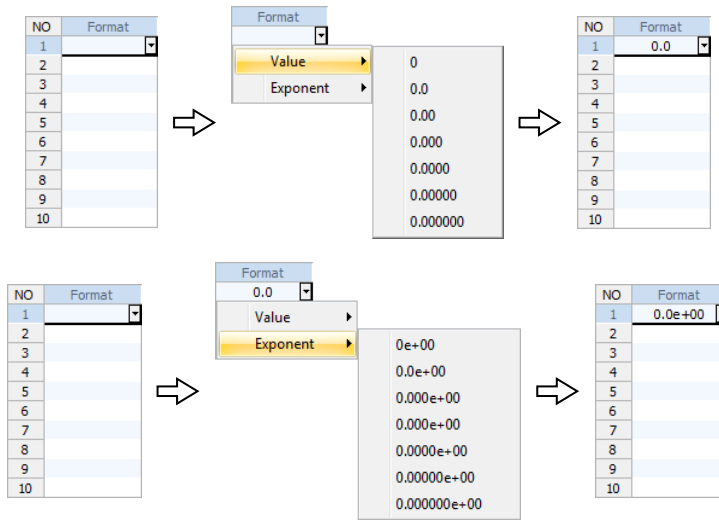 NO Format
1
2
3
4
5
6
7
8
9
10
Format
Value
Exponent
0
0.0
0.00
0.000
0.0000
0.00000
0.000000
NO Format
1 0.0
2
3
4
5
6
7
8
9
10
NO Format
1
2
3
4
5
6
7
8
9
10
Format
0.0
Value
Exponent
0e+00
0.0e+00
0.000e+00
0.000e+00
0.0000e+00
0.00000e+00
0.000000e+00
NO Format
1 0.0e+00
2
3
4
5
6
7
8
9
10